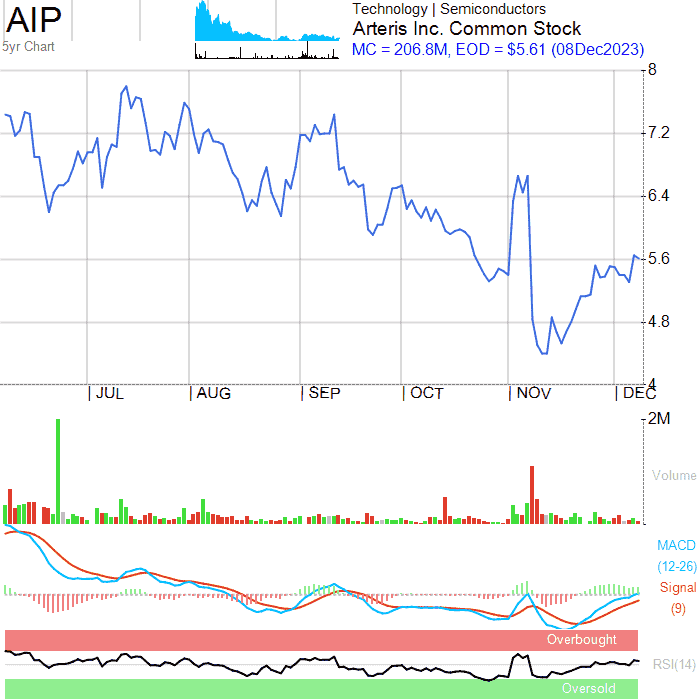 AIP
5yr Chart
Technology | Semiconductors
Arteris Inc. Common Stock
MC = 206.8M, EOD = $5.61 (08Dec2023)
8
7.2
6.4
5.6
4.8
4
JUL AUG SEP OCT NOV DEC
2M
Volume
MACD
(12-26)
Signal
(9)
Overbought
RSI(14)
Oversold